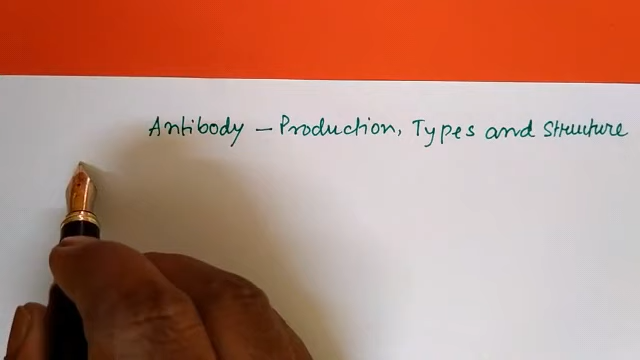 Antibody – Production, Types and Structure